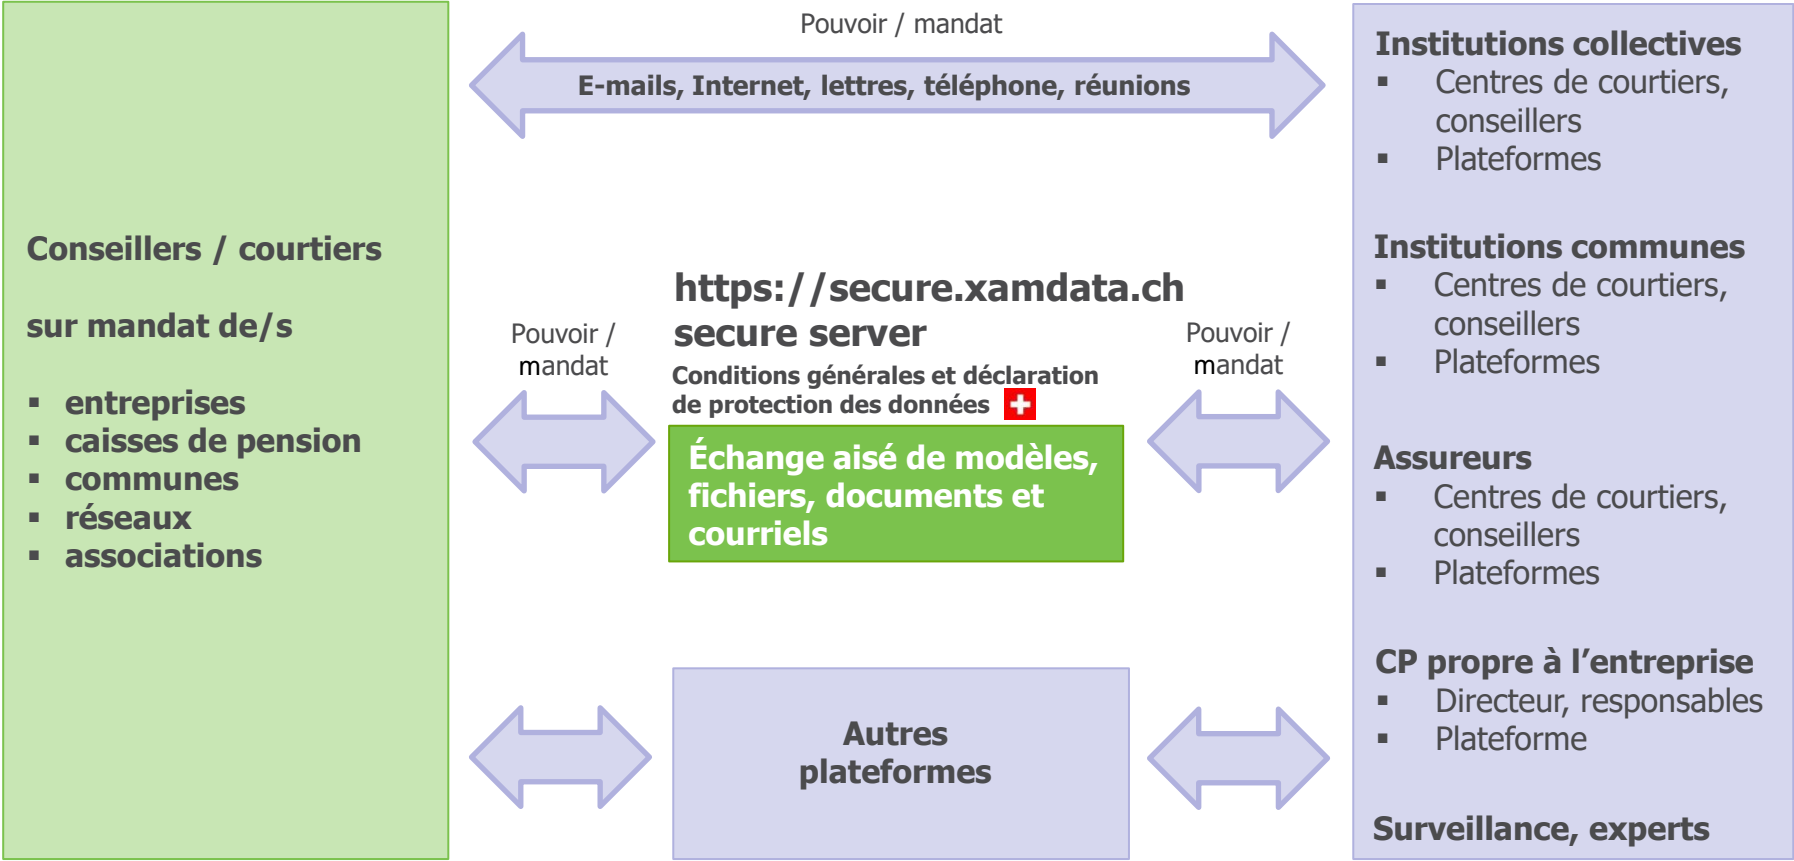 Conseillers / courtiers
sur mandat de/s
▪ entreprises
▪ caisses de pension
▪ communes
▪ réseaux
▪ associations
Pouvoir / mandat
E-mails, Internet, lettres, téléphone, réunions
Pouvoir /
mandat
https://secure.xamdata.ch
secure server
Conditions générales et déclaration
de protection des données
Échange aisé de modèles,
fichiers, documents et
courriels
Pouvoir /
mandat
Autres
plateformes
Institutions collectives
▪ Centres de courtiers,
conseillers
▪ Plateformes
Institutions communes
▪ Centres de courtiers,
conseillers
▪ Plateformes
Assureurs
▪ Centres de courtiers,
conseillers
▪ Plateformes
CP propre à l’entreprise
▪ Directeur, responsables
▪ Plateforme
Surveillance, experts